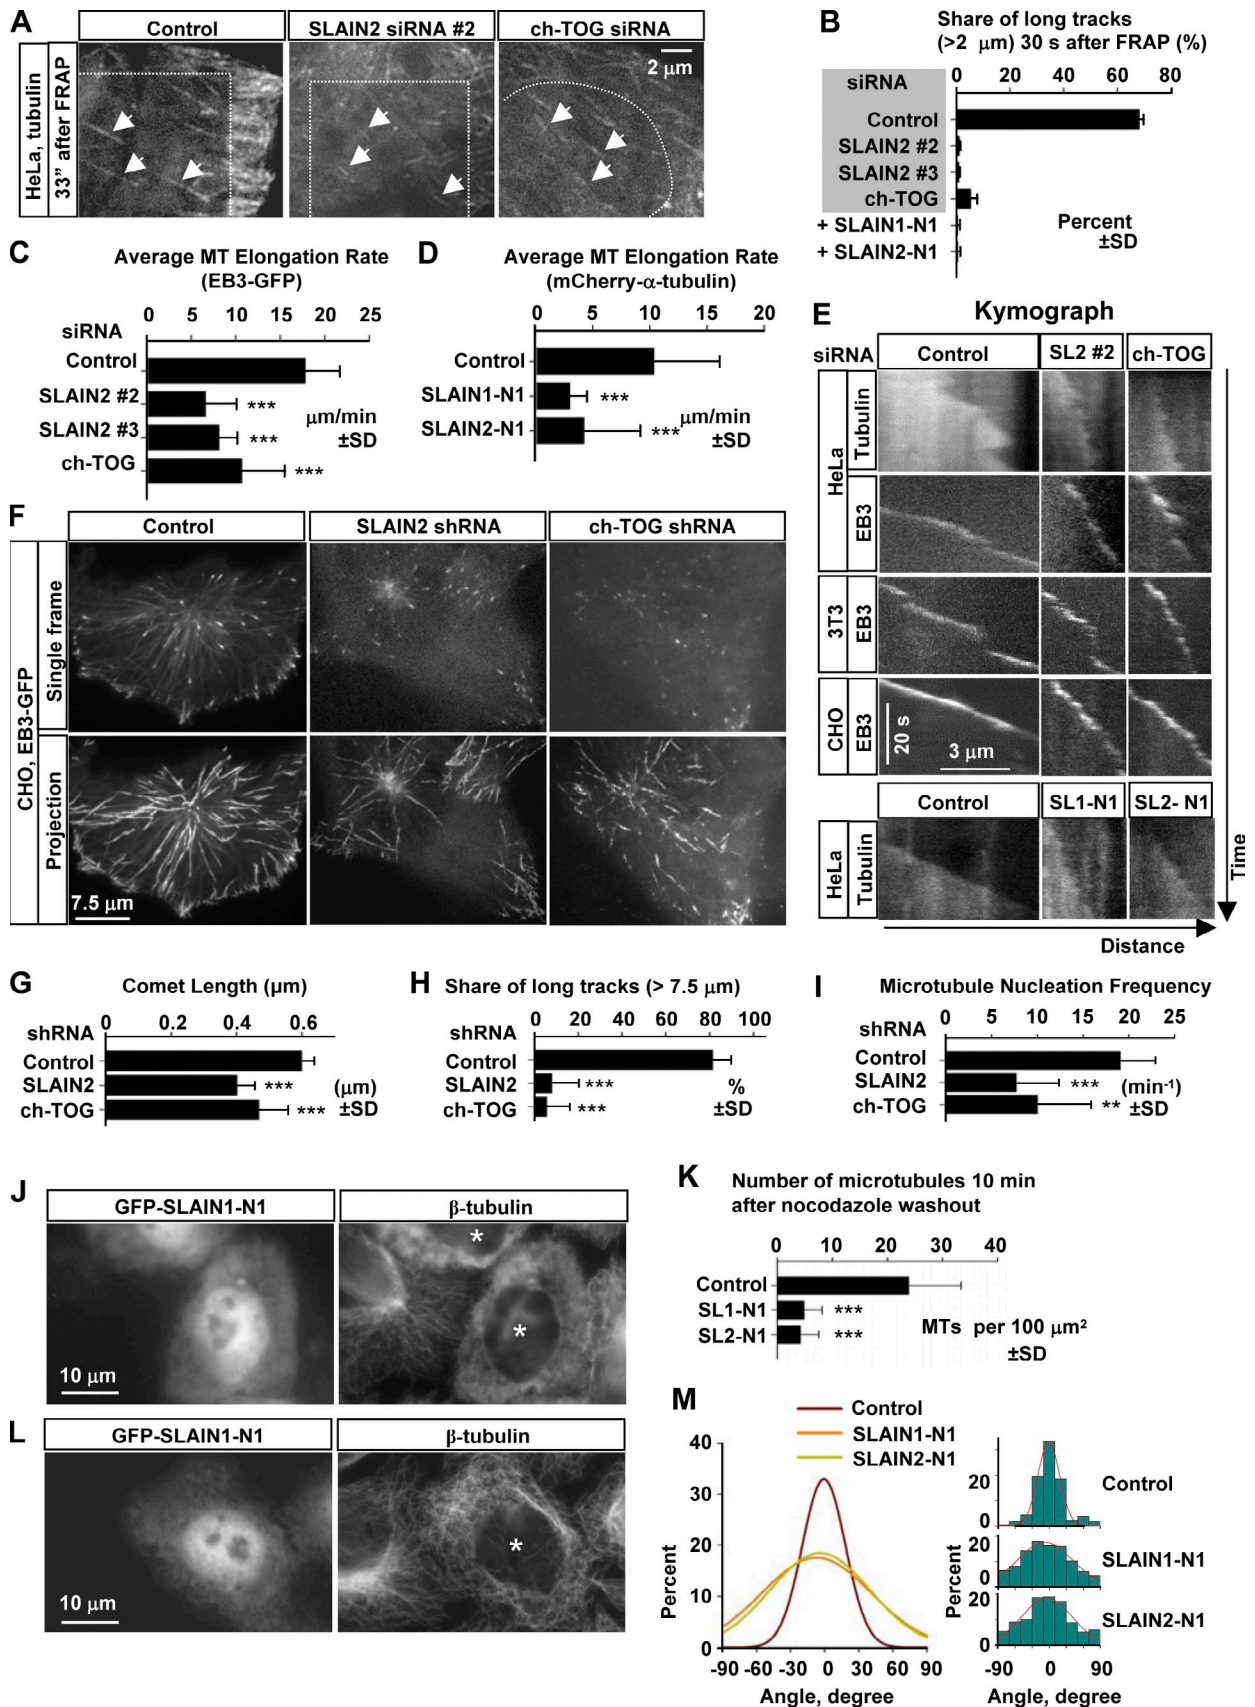 A
Control
SLAIN2 siRNA #2
ch-TOG siRNA
HeLa, tubulin
33” after FRAP
2 μm
B
Share of long tracks
(>2 μm) 30 s after FRAP (%)
0 20 40 60 80
siRNA
Control
SLAIN2 #2
SLAIN2 #3
ch-TOG
+ SLAIN1-N1
+ SLAIN2-N1
Percent
±SD
C
Average MT Elongation Rate
(EB3-GFP)
0 5 10 15 20 25
siRNA
Control
SLAIN2 #2
***
SLAIN2 #3
***
ch-TOG
***
μm/min
±SD
D
Average MT Elongation Rate
(mCherry-α-tubulin)
0 5 10 15 20
Control
SLAIN1-N1
***
SLAIN2-N1
***
μm/min
±SD
E
Kymograph
siRNA
Control
SL2 #2
ch-TOG
HeLa
Tubulin
EB3
3T3
EB3
CHO
EB3
20 s
3 μm
Control
SL1-N1
SL2- N1
HeLa
Tubulin
Time
Distance
F
Control
SLAIN2 shRNA
ch-TOG shRNA
CHO, EB3-GFP
Single frame
Projection
7.5 μm
G
Comet Length (μm)
0 0.2 0.4 0.6
shRNA
Control
SLAIN2
***
ch-TOG
***
(μm)
±SD
H
Share of long tracks (> 7.5 μm)
0 20 40 60 80 100
shRNA
Control
SLAIN2
***
ch-TOG
***
%
±SD
I
Microtubule Nucleation Frequency
0 5 10 15 20 25
shRNA
Control
SLAIN2
***
ch-TOG
**
(min⁻¹)
±SD
J
GFP-SLAIN1-N1
β-tubulin
*
*
10 μm
K
Number of microtubules 10 min
after nocodazole washout
0 10 20 30 40
Control
SL1-N1
***
SL2-N1
***
MTs per 100 μm²
±SD
L
GFP-SLAIN1-N1
β-tubulin
*
10 μm
M
Control
SLAIN1-N1
SLAIN2-N1
40
30
20
10
0
Percent
-90 -60 -30 0 30 60 90
Angle, degree
20
0
Control
20
0
SLAIN1-N1
20
0
SLAIN2-N1
Percent
-90 0 90
Angle, degree